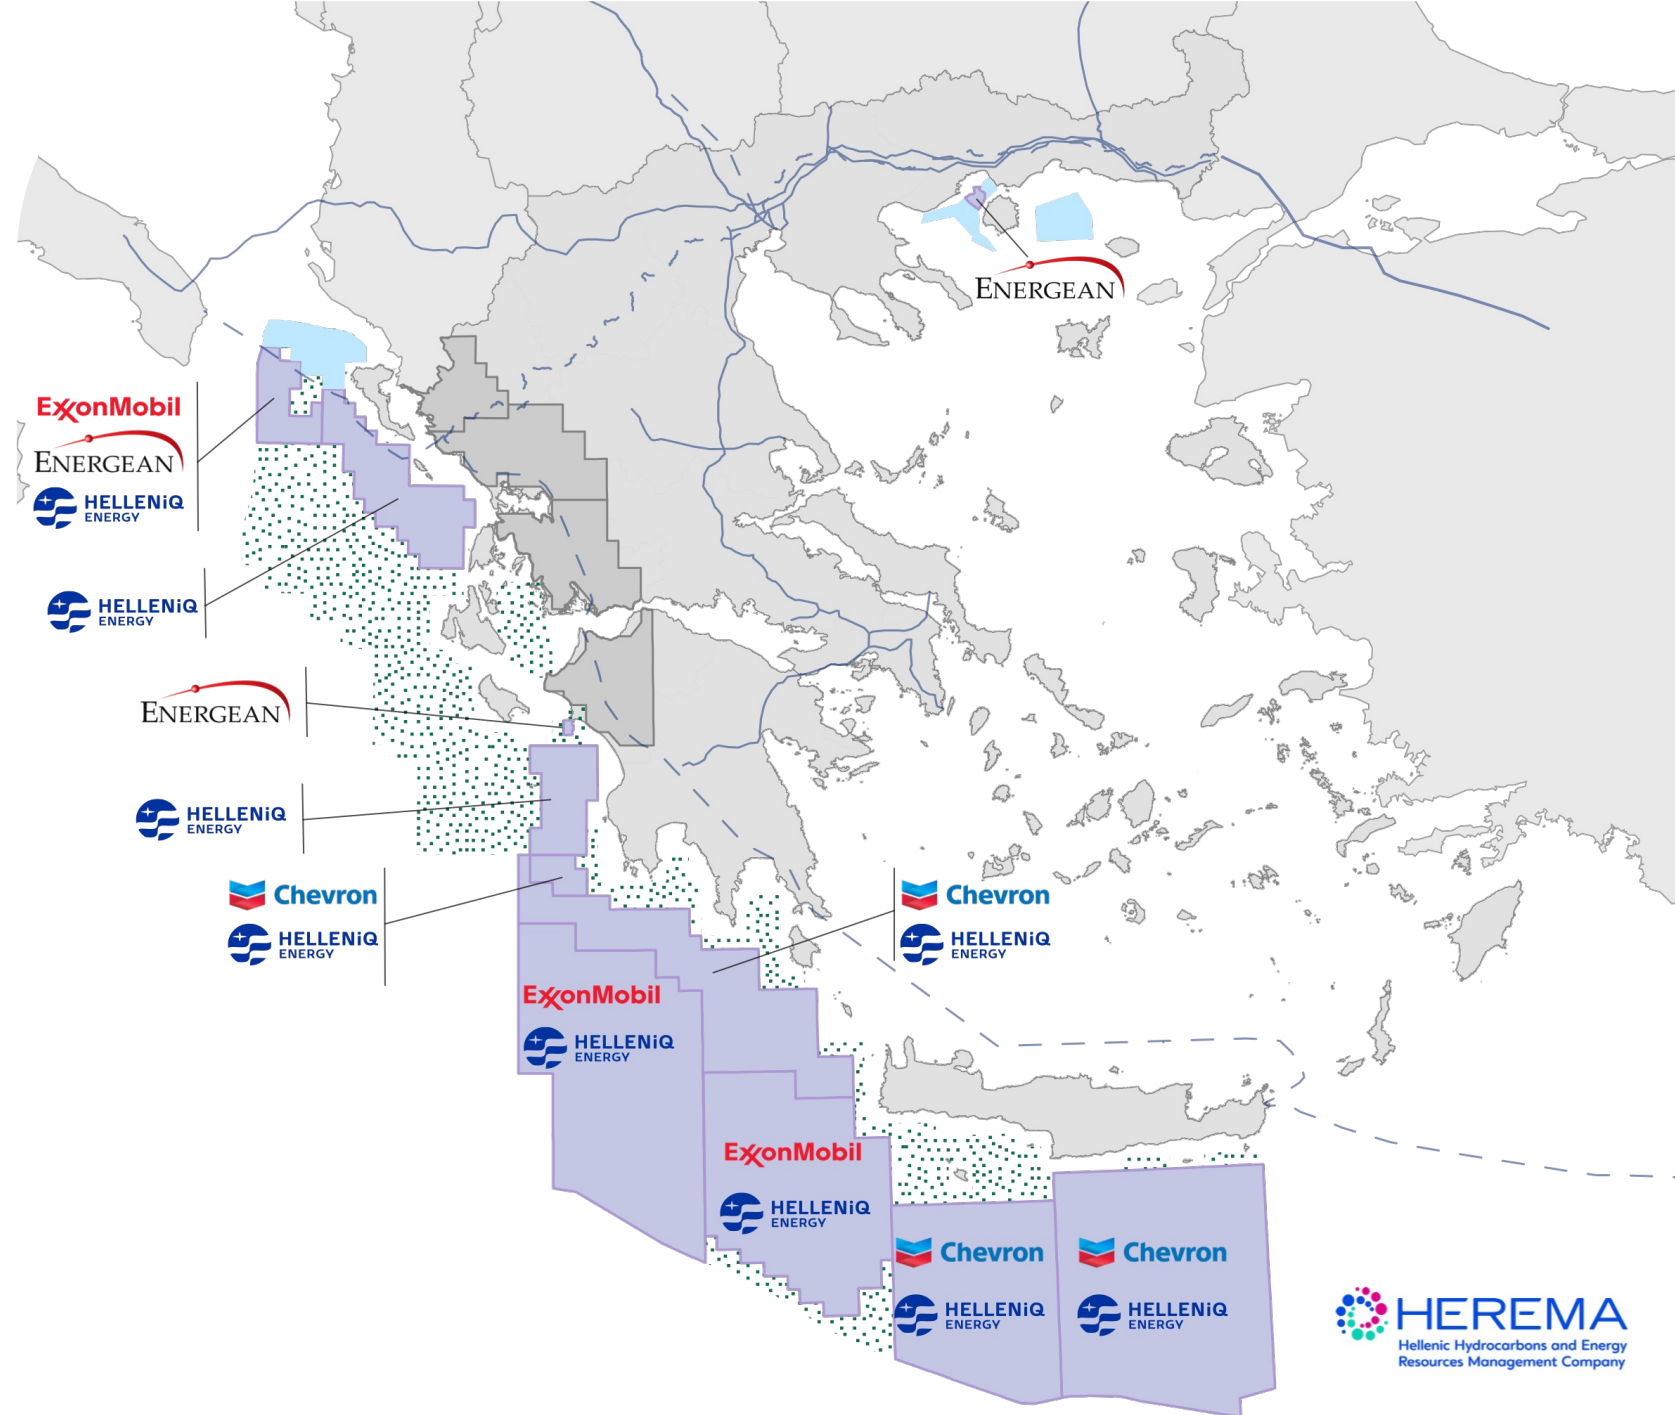 ENERGEAN
ExxonMobil
ENERGEAN
HELLENiQ
ENERGY
HELLENiQ
ENERGY
ENERGEAN
HELLENiQ
ENERGY
Chevron
HELLENiQ
ENERGY
Chevron
HELLENiQ
ENERGY
ExxonMobil
HELLENiQ
ENERGY
ExxonMobil
HELLENiQ
ENERGY
Chevron
HELLENiQ
ENERGY
Chevron
HELLENiQ
ENERGY
HEREMA
Hellenic Hydrocarbons and Energy
Resources Management Company